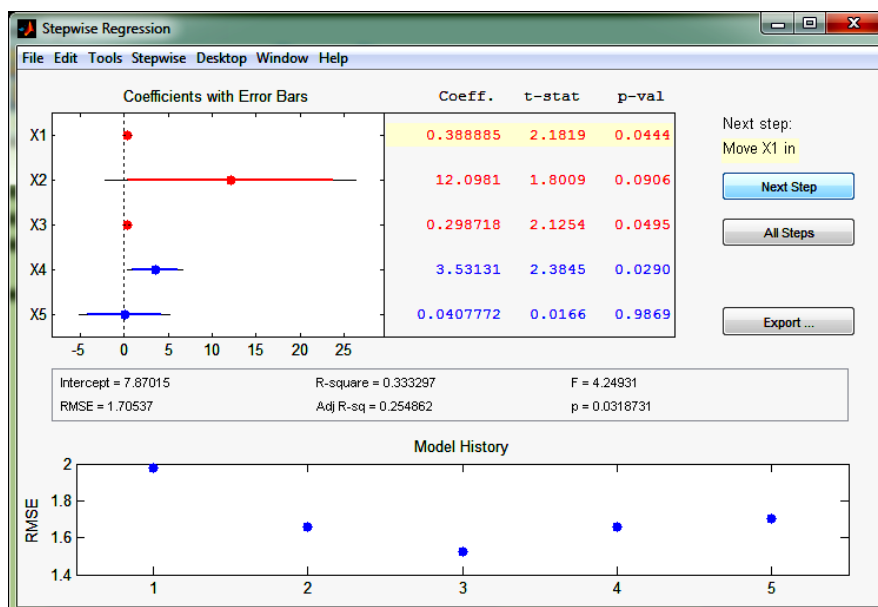 Stepwise Regression
File Edit Tools Stepwise Desktop Window Help
Coefficients with Error Bars Coeff. t-stat p-val
X1 0.388885 2.1819 0.0444
X2 12.0981 1.8009 0.0906
X3 0.298718 2.1254 0.0495
X4 3.53131 2.3845 0.0290
X5 0.0407772 0.0166 0.9869
-5 0 5 10 15 20 25
Next step:
Move X1 in
Next Step
All Steps
Export ...
Intercept = 7.87015 R-square = 0.333297 F = 4.24931
RMSE = 1.70537 Adj R-sq = 0.254862 p = 0.0318731
Model History
RMSE
2
1.8
1.6
1.4
1 2 3 4 5